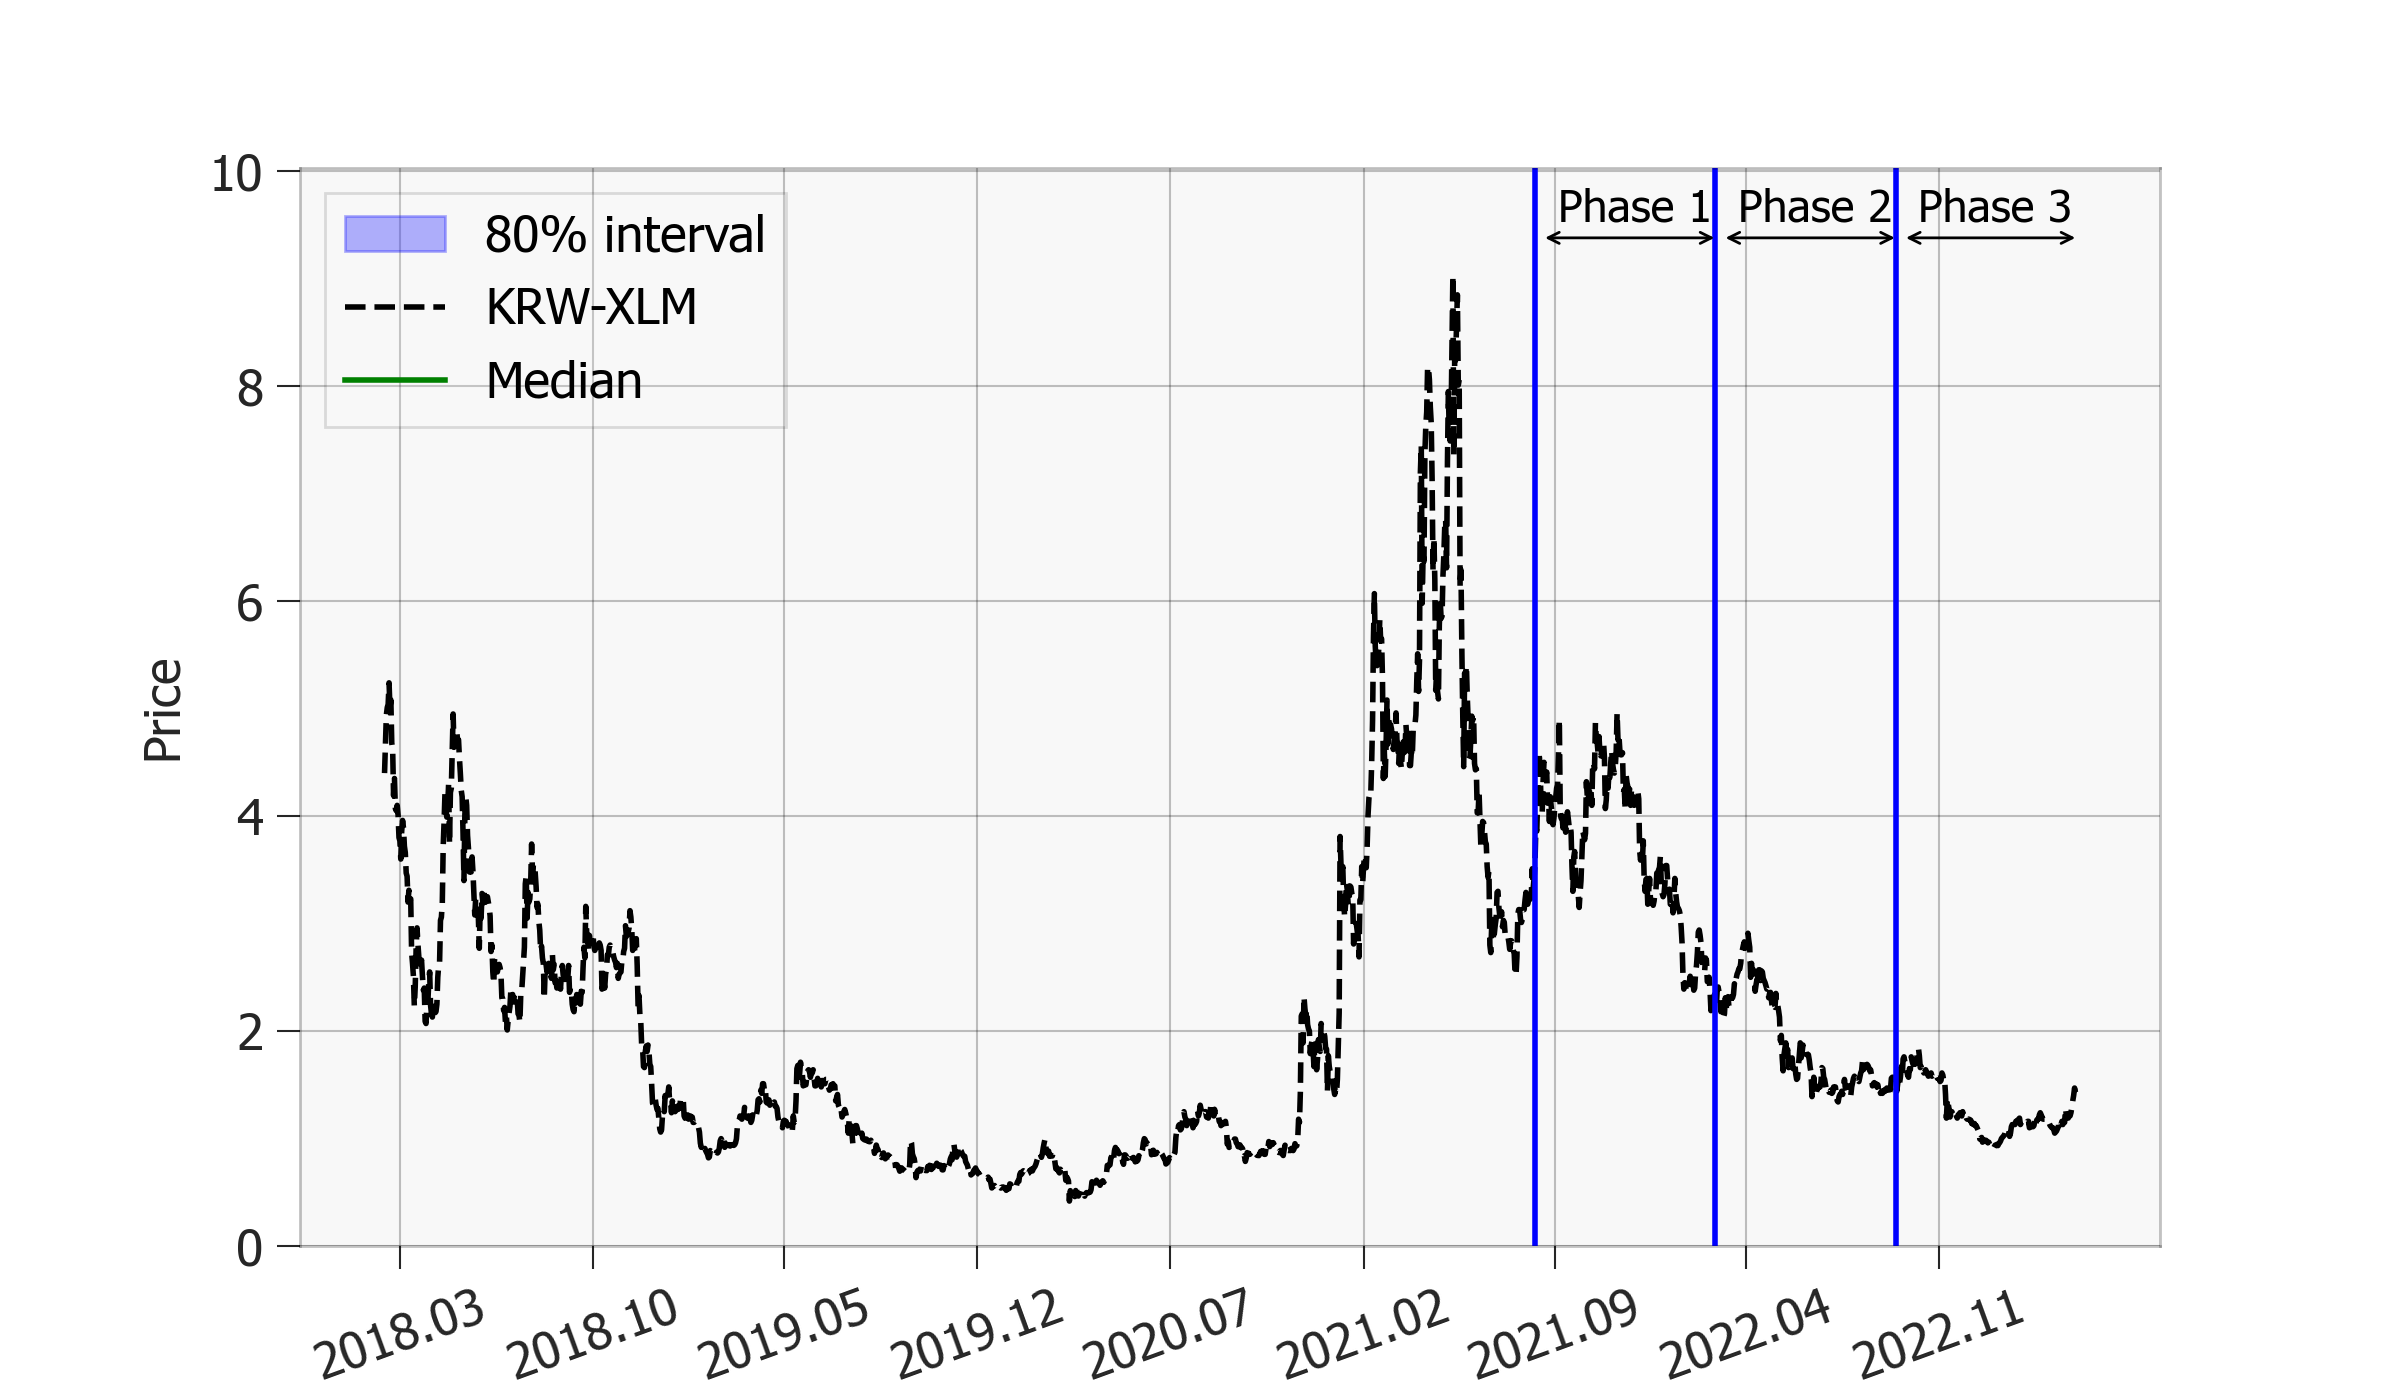 10
8
6
4
2
0
Price
80% interval
KRW-XLM
Median
Phase 1
Phase 2
Phase 3
2018.03
2018.10
2019.05
2019.12
2020.07
2021.02
2021.09
2022.04
2022.11